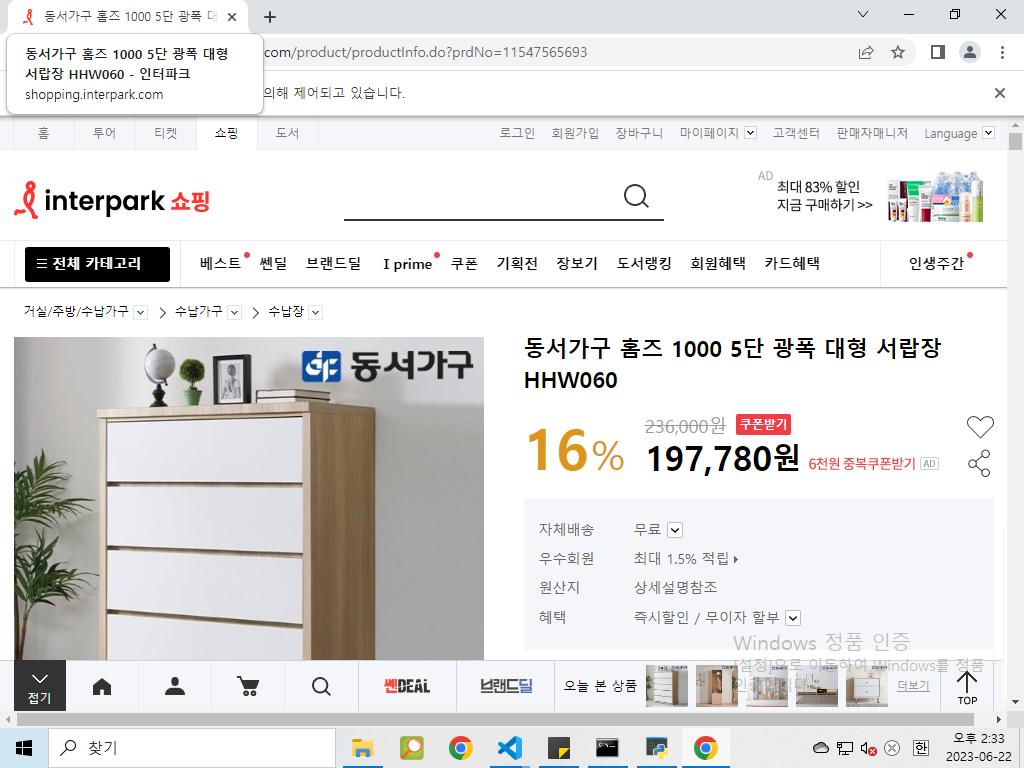 동서가구 홈즈 1000 5단 광폭 대
동서가구 홈즈 1000 5단 광폭 대형
서랍장 HHW060 - 인터파크
shopping.interpark.com
com/product/productInfo.do?prdNo=11547565693
의해 제어되고 있습니다.
홈 투어 티켓 쇼핑 도서
로그인 회원가입 장바구니 마이페이지 고객센터 판매자매니저 Language
interpark 쇼핑
AD 최대 83% 할인
지금 구매하기 >>
전체 카테고리 베스트 쎈딜 브랜드딜 I prime 쿠폰 기획전 장보기 도서랭킹 회원혜택 카드혜택 인생주간
거실/주방/수납가구 수납가구 수납장
동서가구
동서가구 홈즈 1000 5단 광폭 대형 서랍장
HHW060
16% 236,000원 쿠폰받기
197,780원 6천원 중복쿠폰받기 AD
자체배송 무료
우수회원 최대 1.5% 적립
원산지 상세설명참조
혜택 즉시할인 / 무이자 할부
Windows 정품 인증
[설정]으로 이동하여 Windows를 정품
접기 쎈DEAL 브랜드딜 오늘 본 상품 더보기 TOP
찾기
한
오후 2:33
2023-06-22